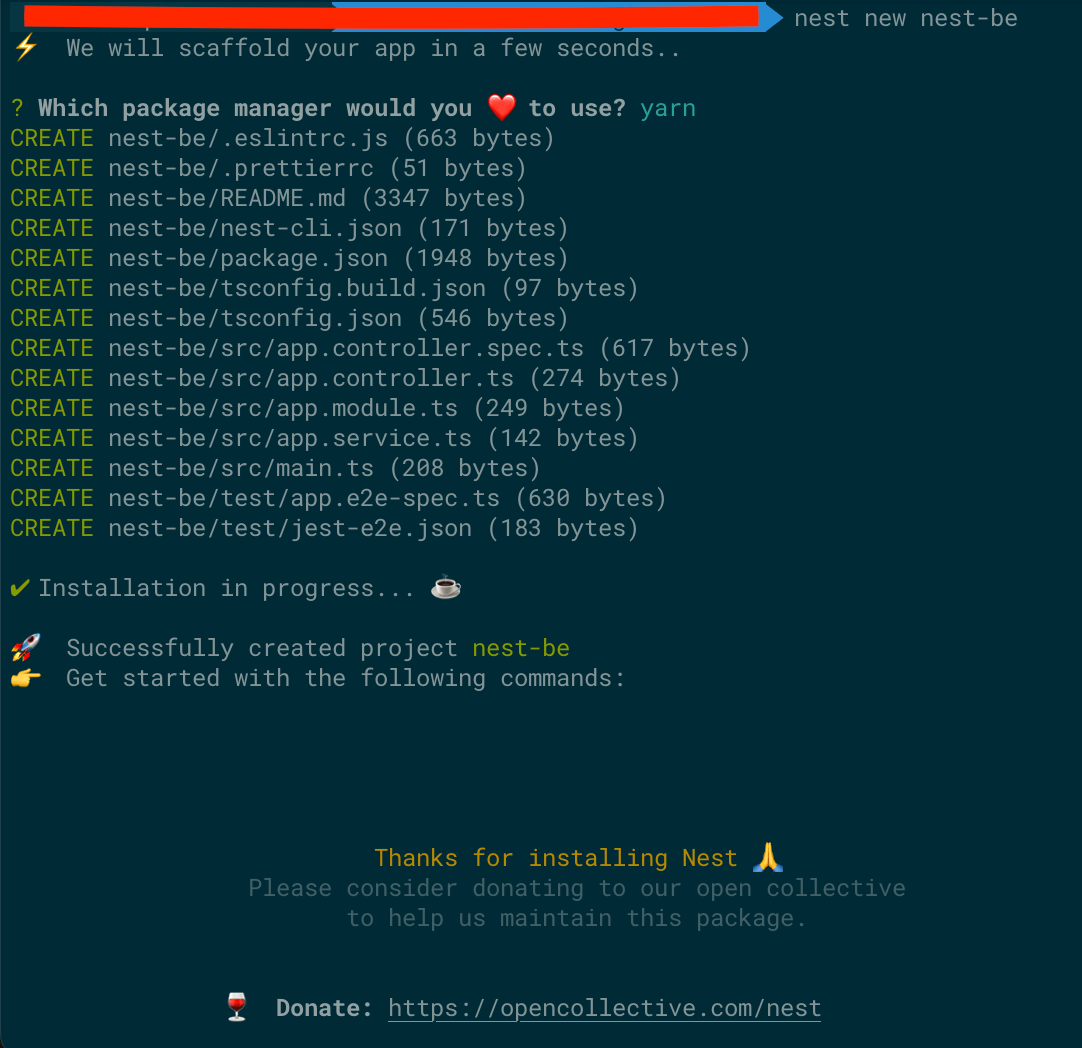 nest new nest-be
⚡ We will scaffold your app in a few seconds..
? Which package manager would you ❤️ to use? yarn
CREATE nest-be/.eslintrc.js (663 bytes)
CREATE nest-be/.prettierrc (51 bytes)
CREATE nest-be/README.md (3347 bytes)
CREATE nest-be/nest-cli.json (171 bytes)
CREATE nest-be/package.json (1948 bytes)
CREATE nest-be/tsconfig.build.json (97 bytes)
CREATE nest-be/tsconfig.json (546 bytes)
CREATE nest-be/src/app.controller.spec.ts (617 bytes)
CREATE nest-be/src/app.controller.ts (274 bytes)
CREATE nest-be/src/app.module.ts (249 bytes)
CREATE nest-be/src/app.service.ts (142 bytes)
CREATE nest-be/src/main.ts (208 bytes)
CREATE nest-be/test/app.e2e-spec.ts (630 bytes)
CREATE nest-be/test/jest-e2e.json (183 bytes)
✔ Installation in progress... ☕
🚀 Successfully created project nest-be
👉 Get started with the following commands:
Thanks for installing Nest 🙏
Please consider donating to our open collective
to help us maintain this package.
🍷 Donate: https://opencollective.com/nest